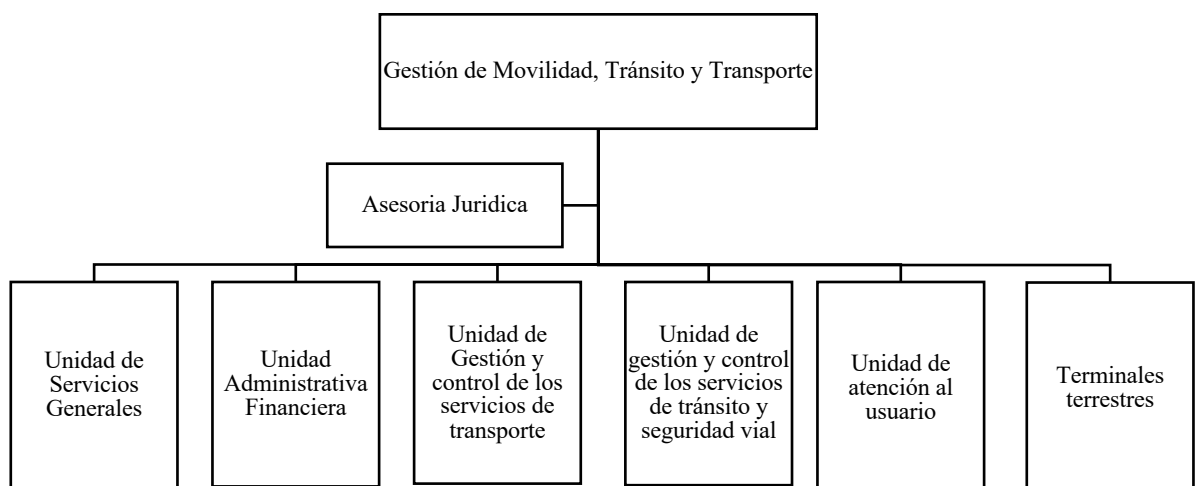 Gestión de Movilidad, Tránsito y Transporte
Asesoria Juridica
Unidad de
Servicios
Generales
Unidad
Administrativa
Financiera
Unidad de
Gestión y
control de los
servicios de
transporte
Unidad de
gestión y control
de los servicios
de tránsito y
seguridad vial
Unidad de
atención al
usuario
Terminales
terrestres